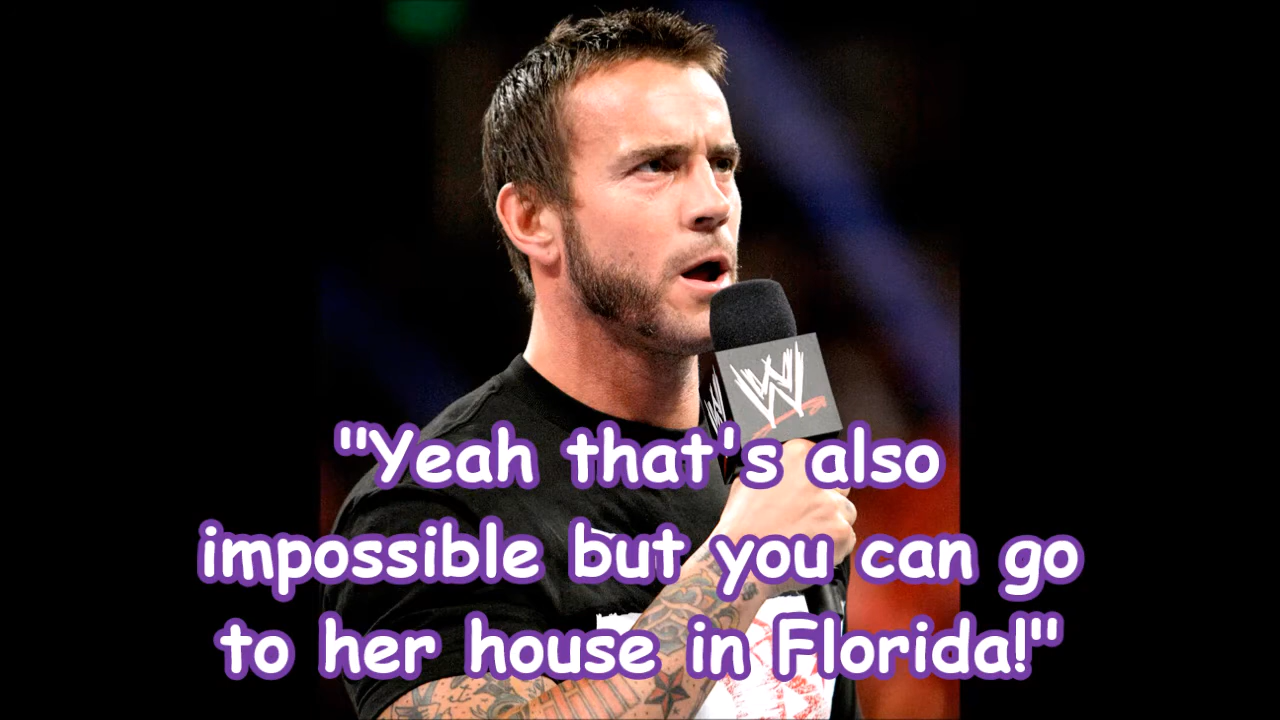 "Yeah that's also
impossible but you can go
to her house in Florida!"
W